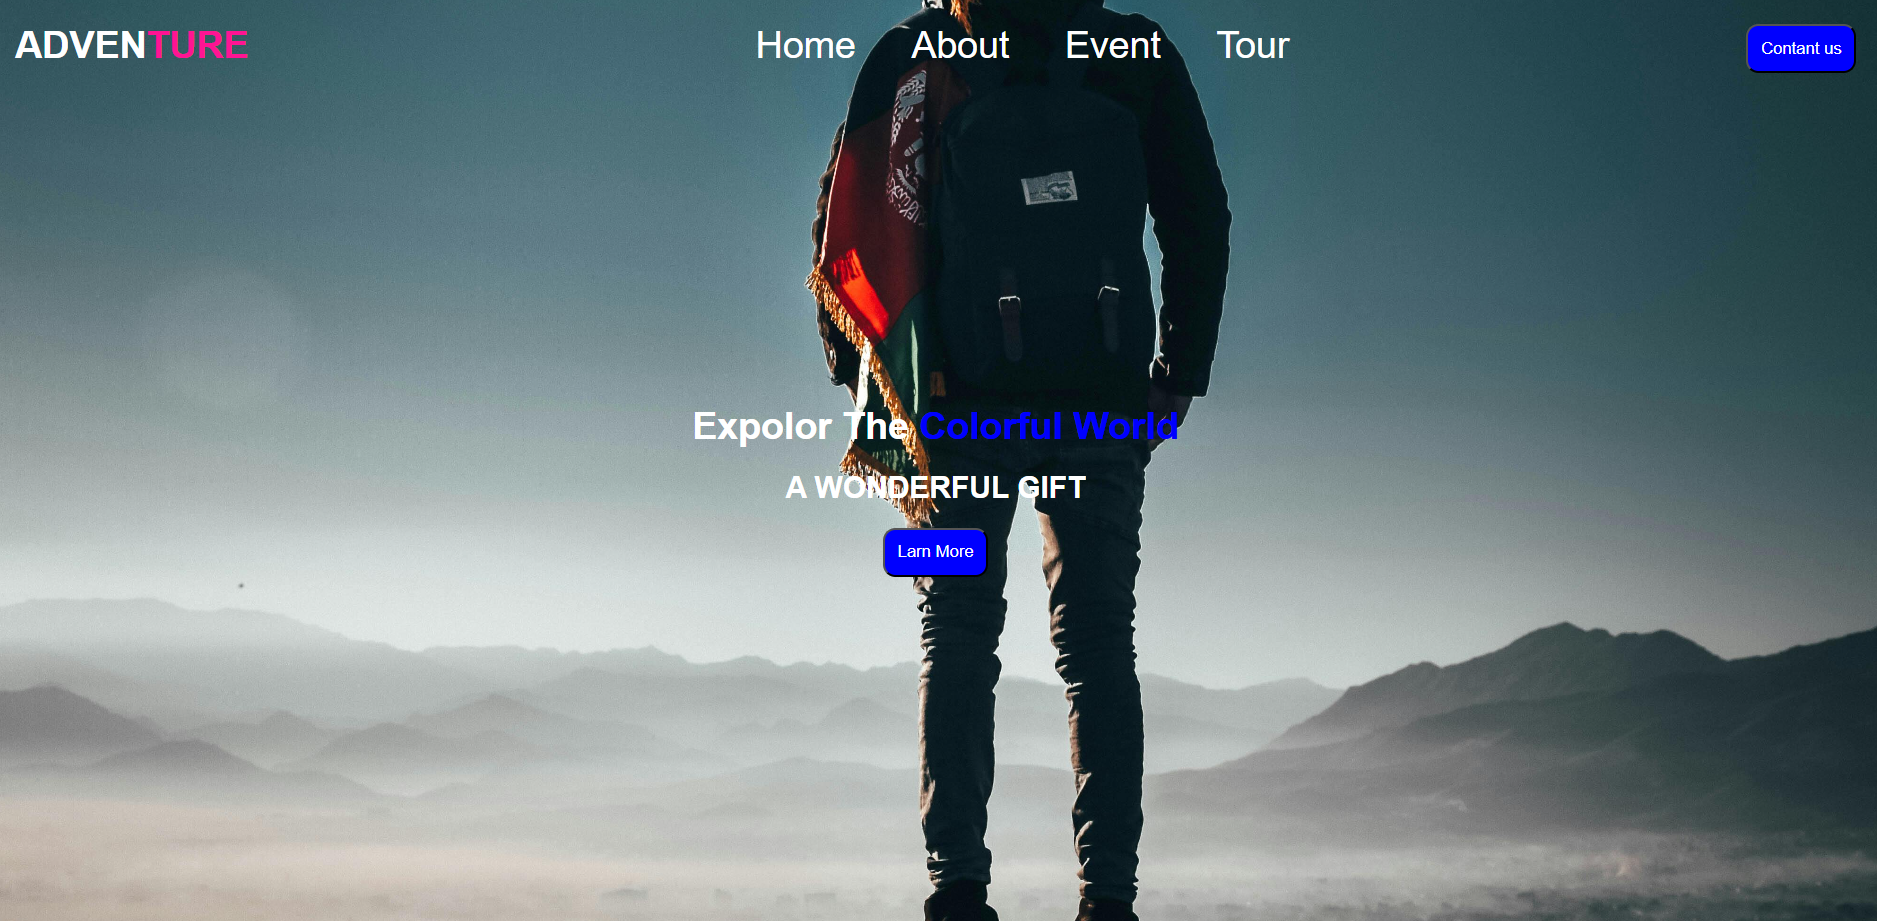 ADVENTURE
Home About Event Tour
Contant us
Expolor The Colorful World
A WONDERFUL GIFT
Larn More